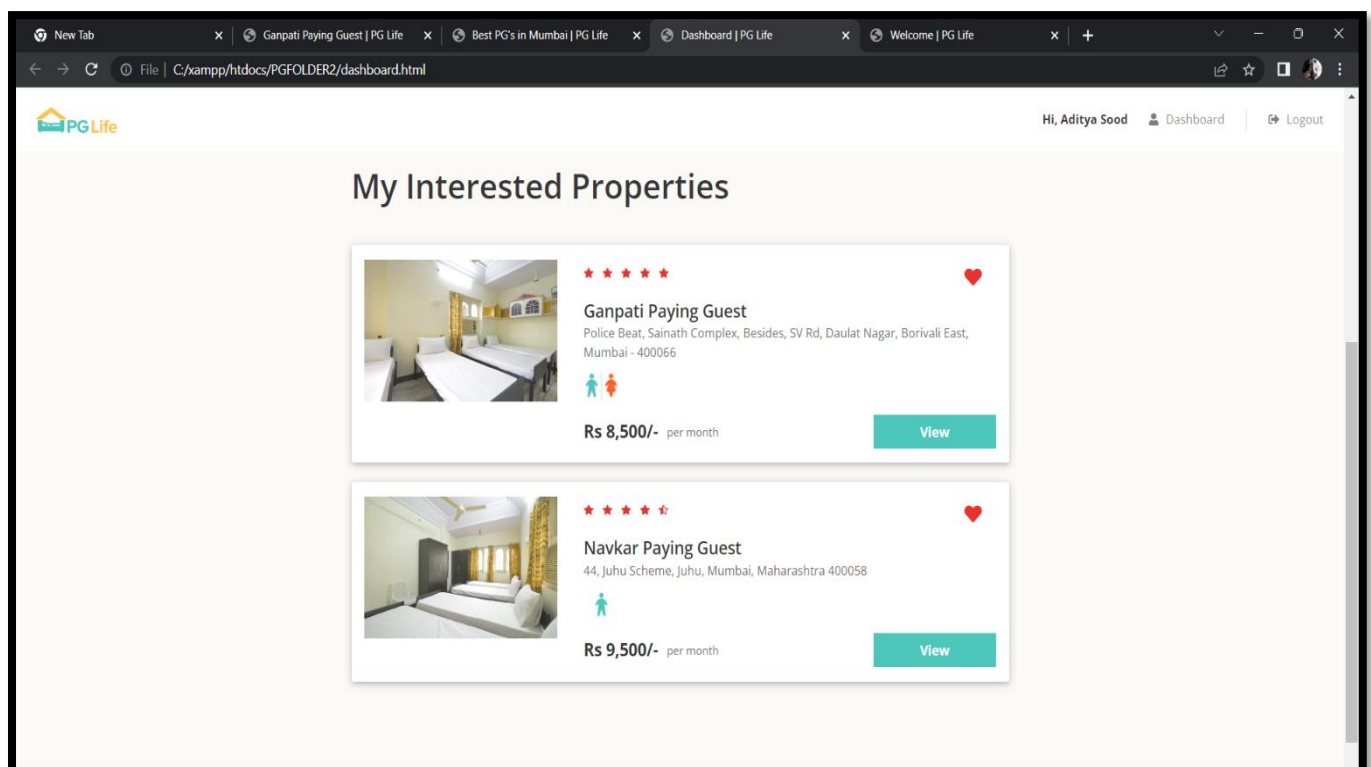 New Tab
Ganpati Paying Guest | PG Life
Best PG's in Mumbai | PG Life
Dashboard | PG Life
Welcome | PG Life
File | C:/xampp/htdocs/PGFOLDER2/dashboard.html
PG Life
Hi, Aditya Sood
Dashboard
Logout
My Interested Properties
Ganpati Paying Guest
Police Beat, Sainath Complex, Besides, SV Rd, Daulat Nagar, Borivali East,
Mumbai - 400066
Rs 8,500/- per month
View
Navkar Paying Guest
44, Juhu Scheme, Juhu, Mumbai, Maharashtra 400058
Rs 9,500/- per month
View